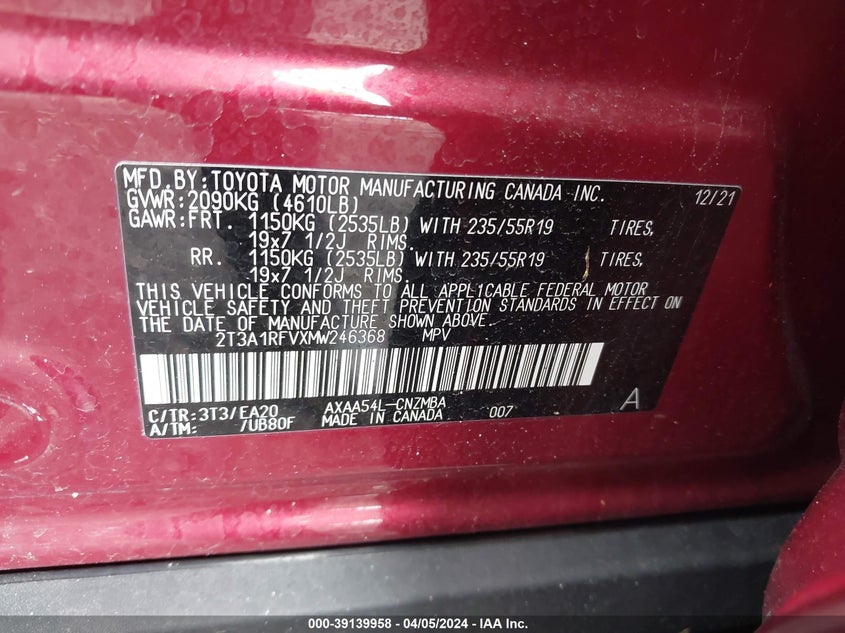 MFD.BY:TOYOTA MOTOR MANUFACTURING CANADA INC. 12/21
GVWR:2090KG (4610LB)
GAWR:FRT. 1150KG (2535LB) WITH 235/55R19 TIRES,
19x7 1/2J RIMS.
RR. 1150KG (2535LB) WITH 235/55R19 TIRES,
19x7 1/2J RIMS.
THIS VEHICLE CONFORMS TO ALL APPLICABLE FEDERAL MOTOR
VEHICLE SAFETY AND THEFT PREVENTION STANDARDS IN EFFECT ON
THE DATE OF MANUFACTURE SHOWN ABOVE.
2T3A1RFVXMW246368 MPV
C/TR:3T3/EA20 AXAA54L-CNZMBA A
A/TM: /UB80F MADE IN CANADA 007
000-39139958 - 04/05/2024 - IAA Inc.